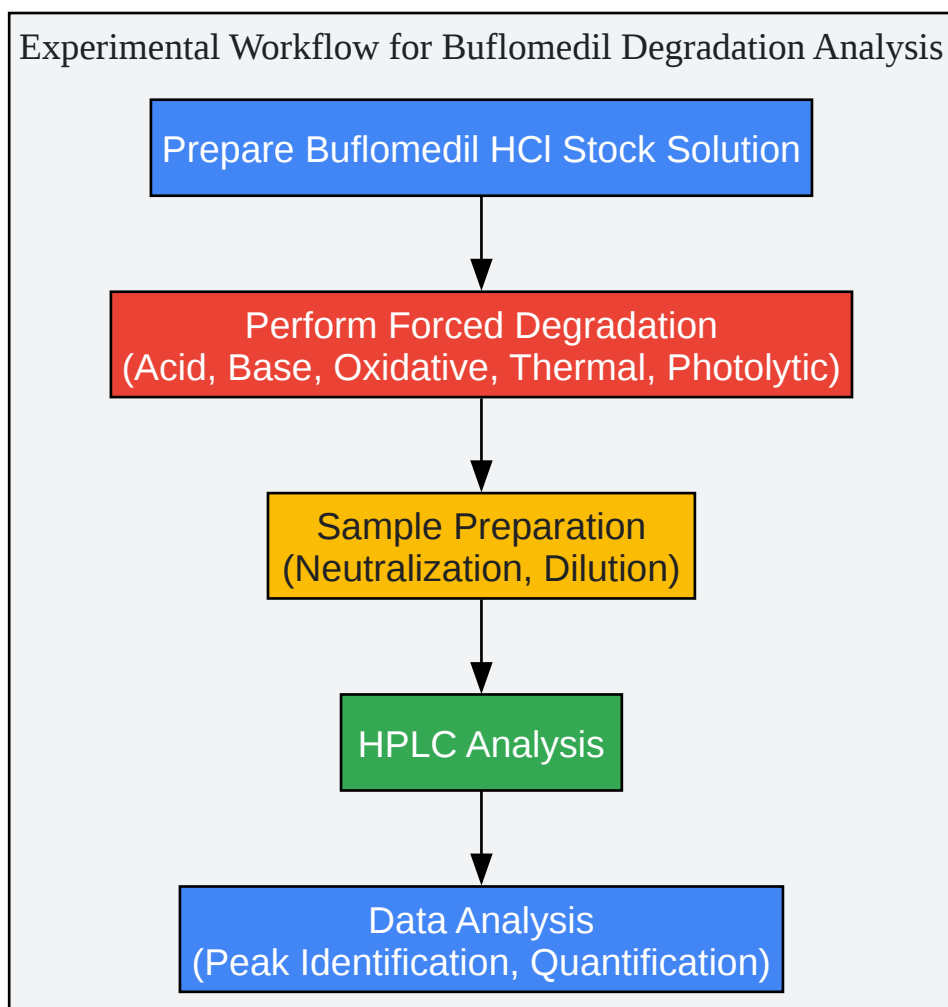 Experimental Workflow for Buflomedil Degradation Analysis
Prepare Buflomedil HCl Stock Solution
Perform Forced Degradation
(Acid, Base, Oxidative, Thermal, Photolytic)
Sample Preparation
(Neutralization, Dilution)
HPLC Analysis
Data Analysis
(Peak Identification, Quantification)